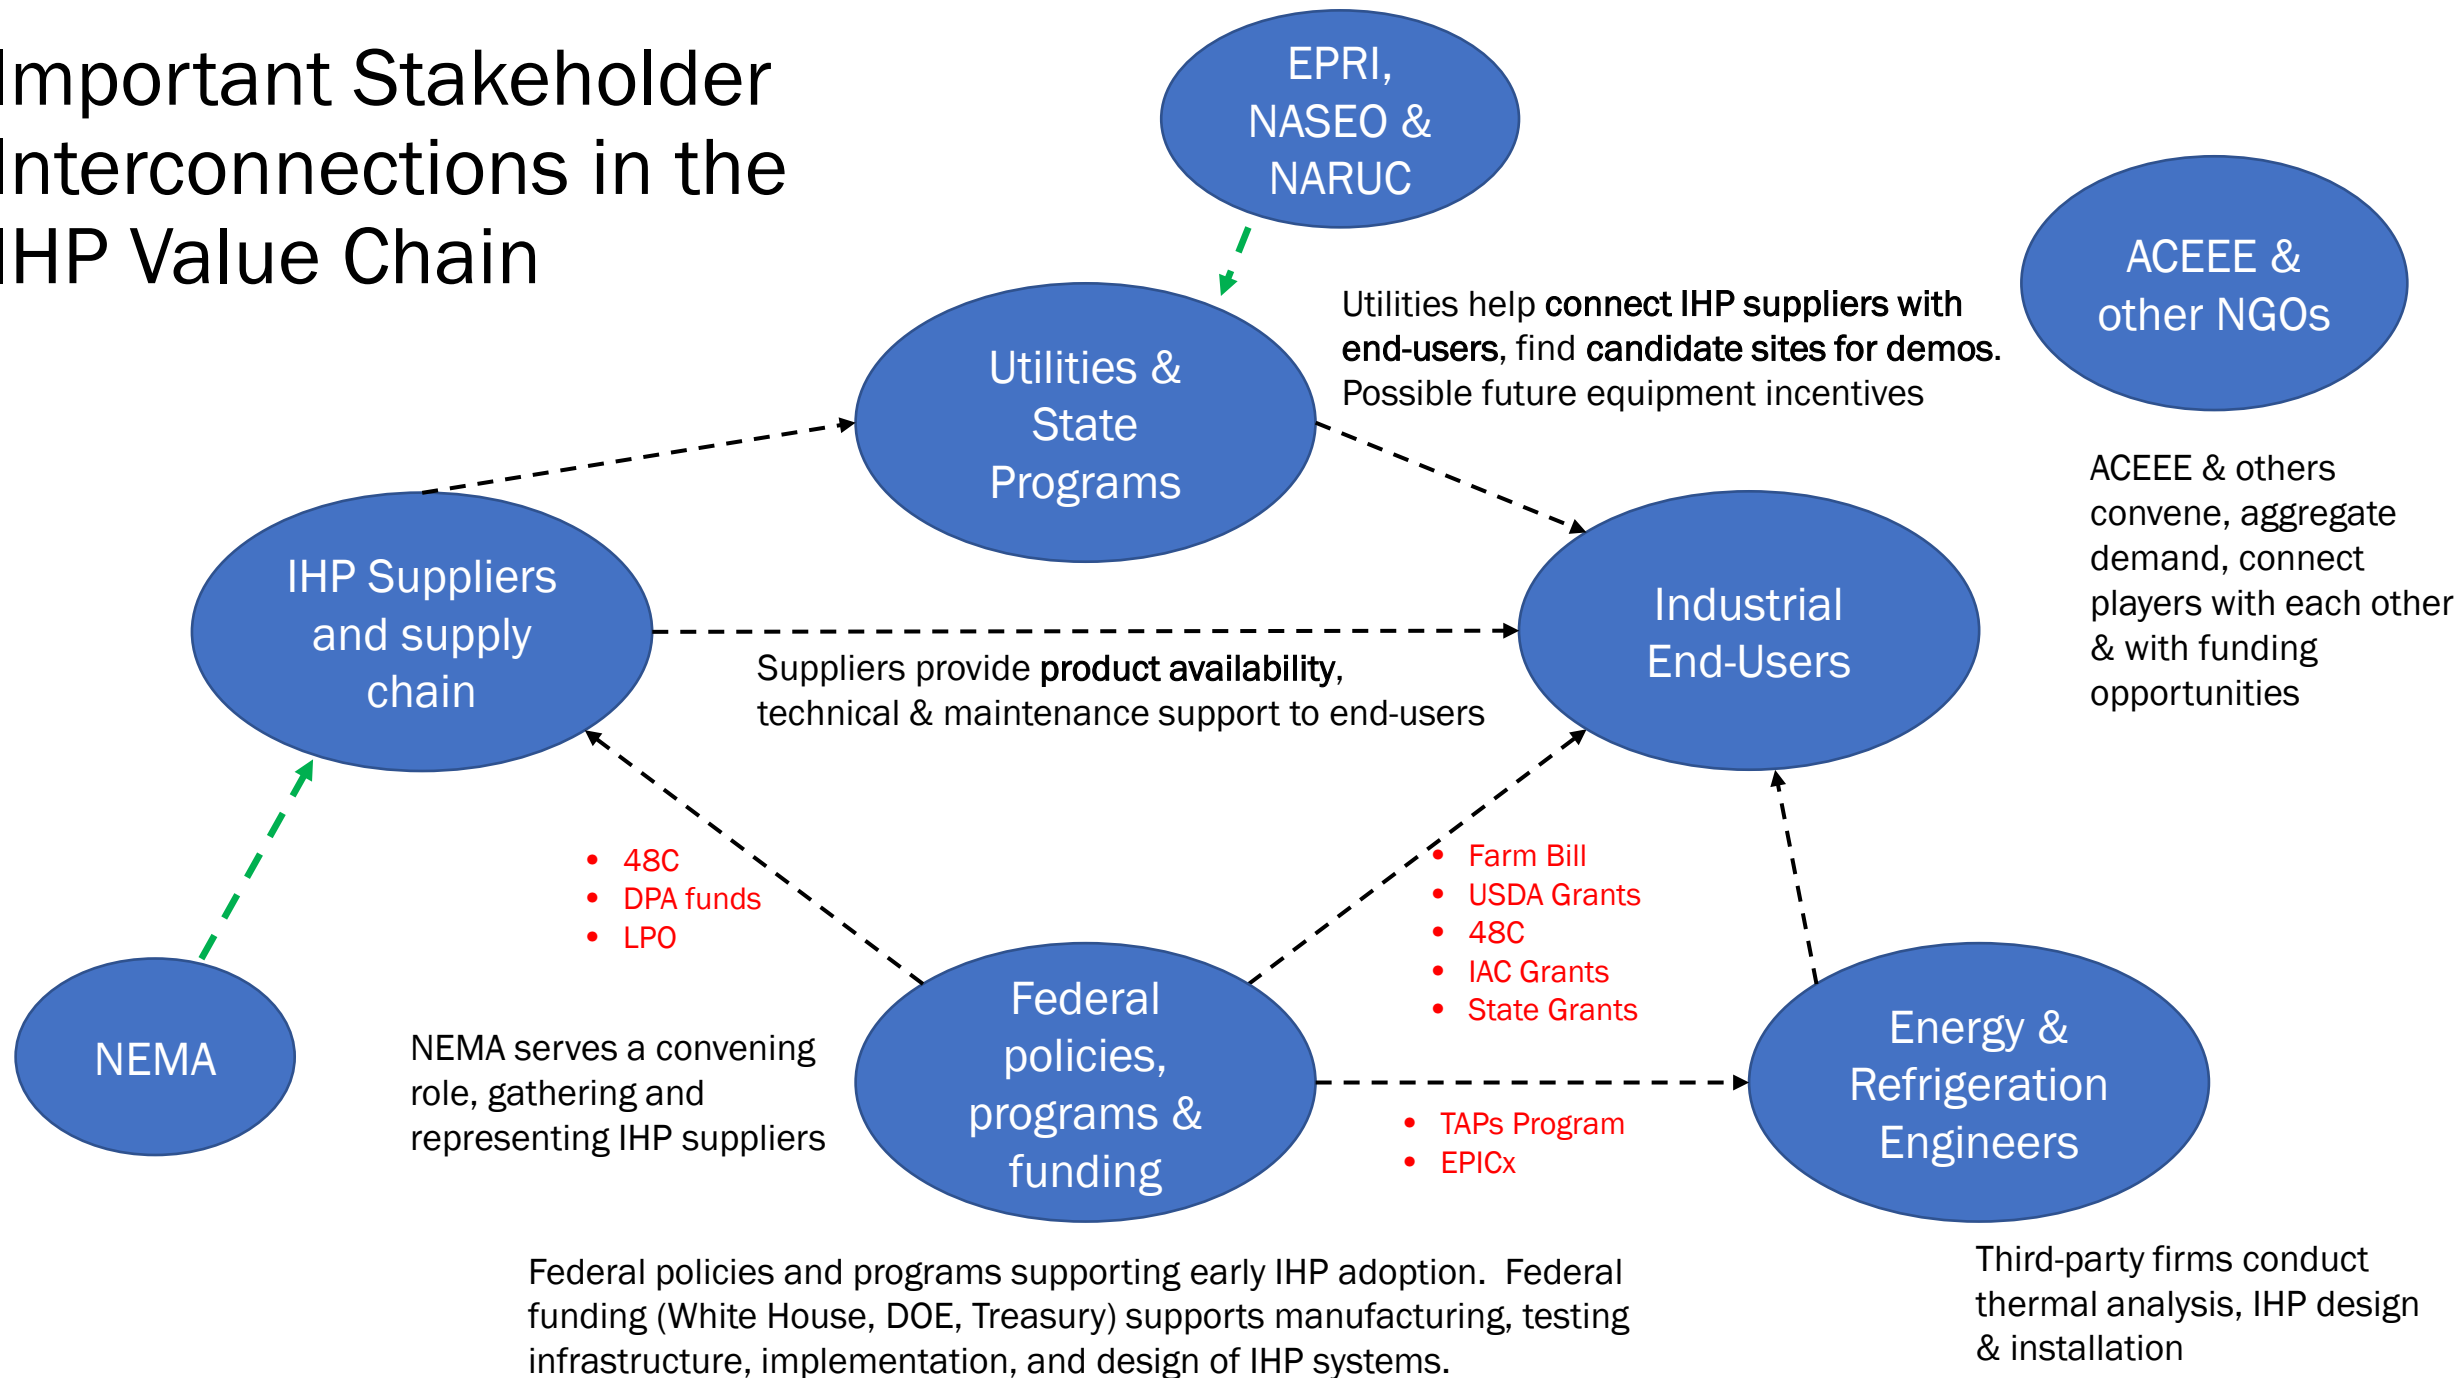 Important Stakeholder
Interconnections in the
IHP Value Chain
EPRI,
NASEO &
NARUC
ACEEE &
other NGOs
Utilities help connect IHP suppliers with
end-users, find candidate sites for demos.
Possible future equipment incentives
Utilities &
State
Programs
ACEEE & others
convene, aggregate
demand, connect
players with each other
& with funding
opportunities
IHP Suppliers
and supply
chain
Industrial
End-Users
Suppliers provide product availability,
technical & maintenance support to end-users
• 48C
• DPA funds
• LPO
• Farm Bill
• USDA Grants
• 48C
• IAC Grants
• State Grants
NEMA
NEMA serves a convening
role, gathering and
representing IHP suppliers
Federal
policies,
programs &
funding
• TAPs Program
• EPICx
Energy &
Refrigeration
Engineers
Federal policies and programs supporting early IHP adoption. Federal
funding (White House, DOE, Treasury) supports manufacturing, testing
infrastructure, implementation, and design of IHP systems.
Third-party firms conduct
thermal analysis, IHP design
& installation